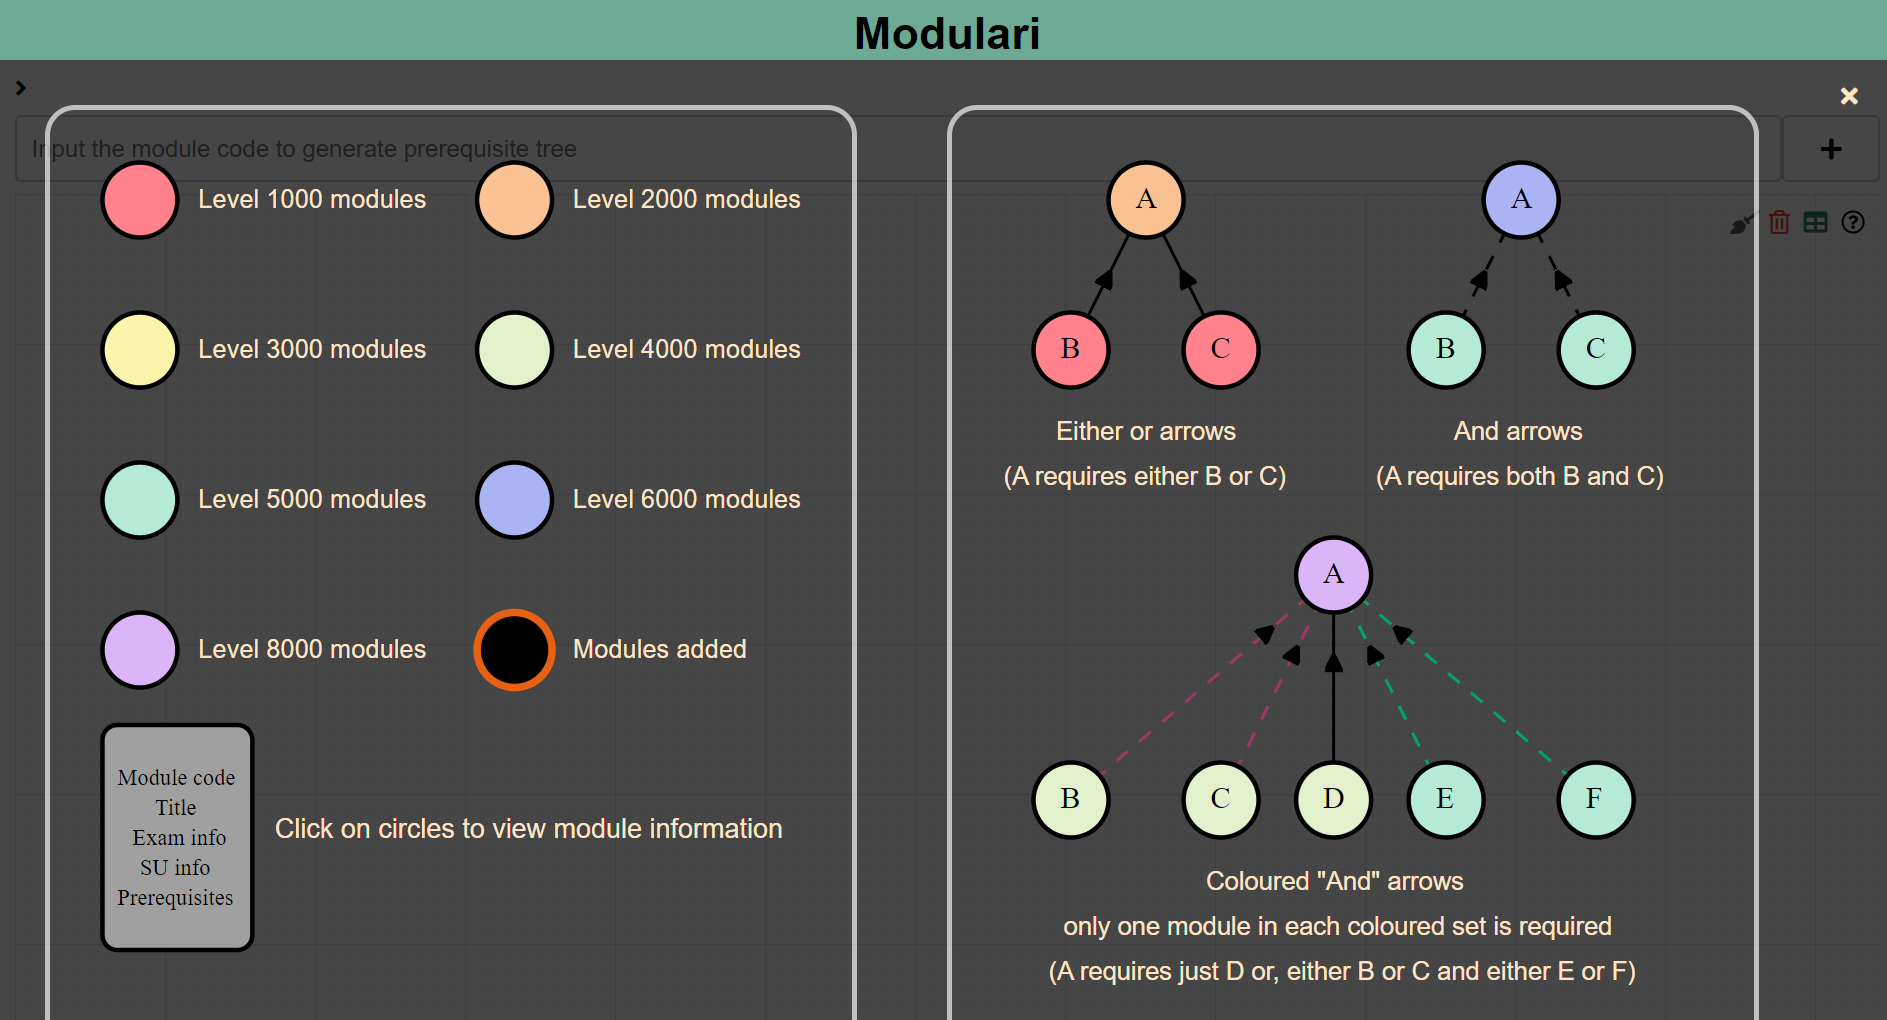 Modulari
Input the module code to generate prerequisite tree
Level 1000 modules
Level 2000 modules
Level 3000 modules
Level 4000 modules
Level 5000 modules
Level 6000 modules
Level 8000 modules
Modules added
Module code
Title
Exam info
SU info
Prerequisites
Click on circles to view module information
A
B
C
Either or arrows
(A requires either B or C)
A
B
C
And arrows
(A requires both B and C)
A
B
C
D
E
F
Coloured "And" arrows
only one module in each coloured set is required
(A requires just D or, either B or C and either E or F)